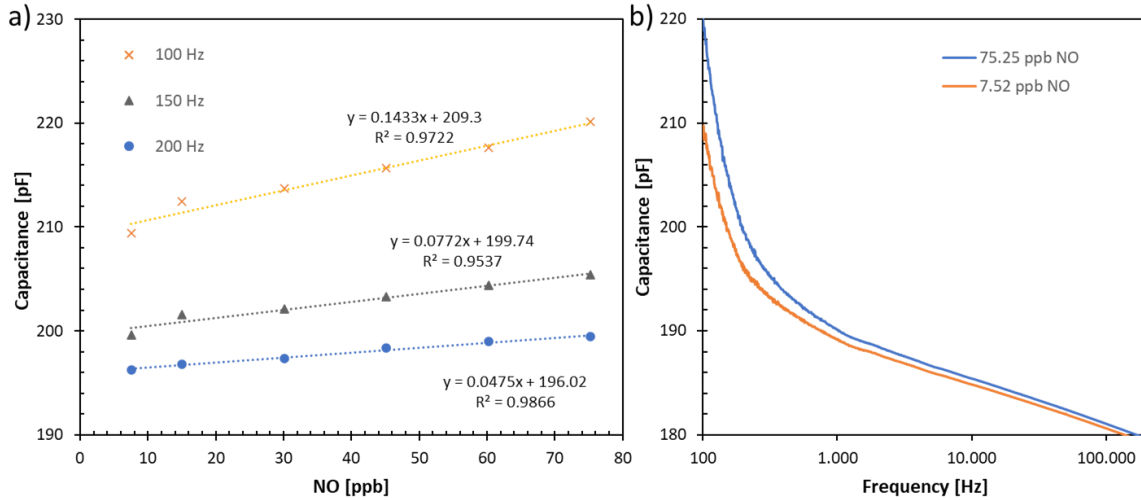 a)
230
220
210
200
190
Capacitance [pF]
100 Hz
150 Hz
200 Hz
y = 0.1433x + 209.3
R² = 0.9722
y = 0.0772x + 199.74
R² = 0.9537
y = 0.0475x + 196.02
R² = 0.9866
0 10 20 30 40 50 60 70 80
NO [ppb]
b)
220
210
200
190
180
Capacitance [pF]
75.25 ppb NO
7.52 ppb NO
100 1.000 10.000 100.000
Frequency [Hz]